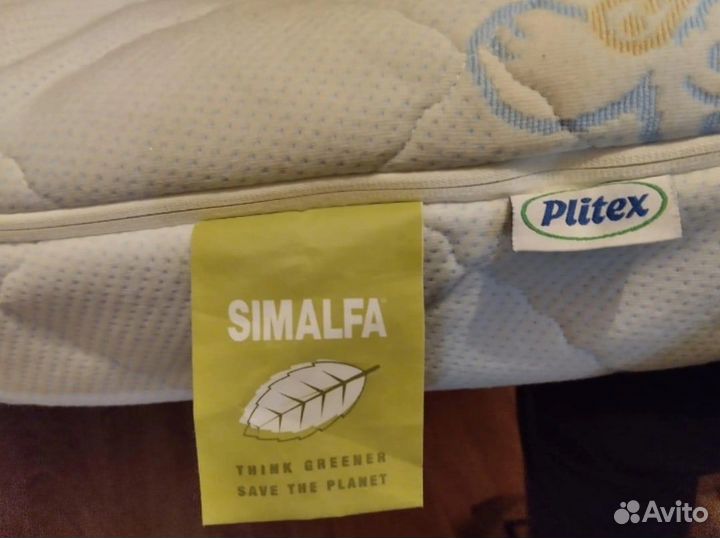 Plitex
SIMALFA
THINK GREENER
SAVE THE PLANET
Avito